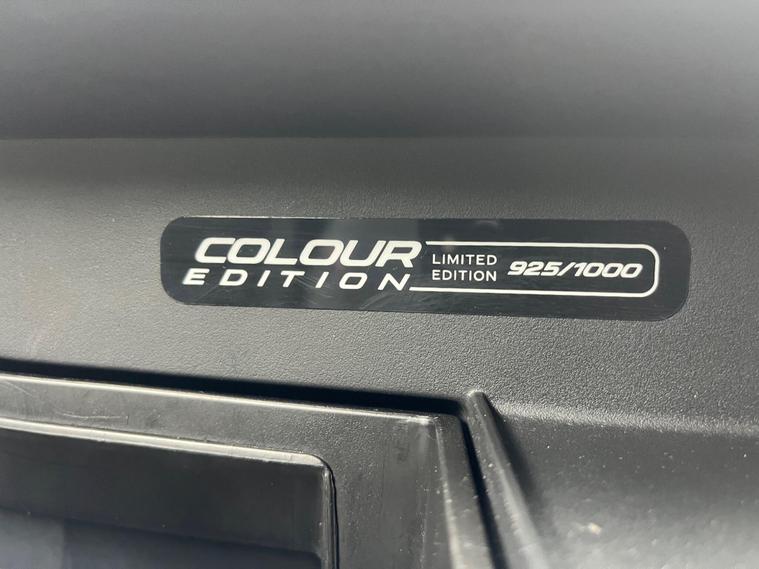 COLOUR
EDITION
LIMITED
EDITION
925/1000